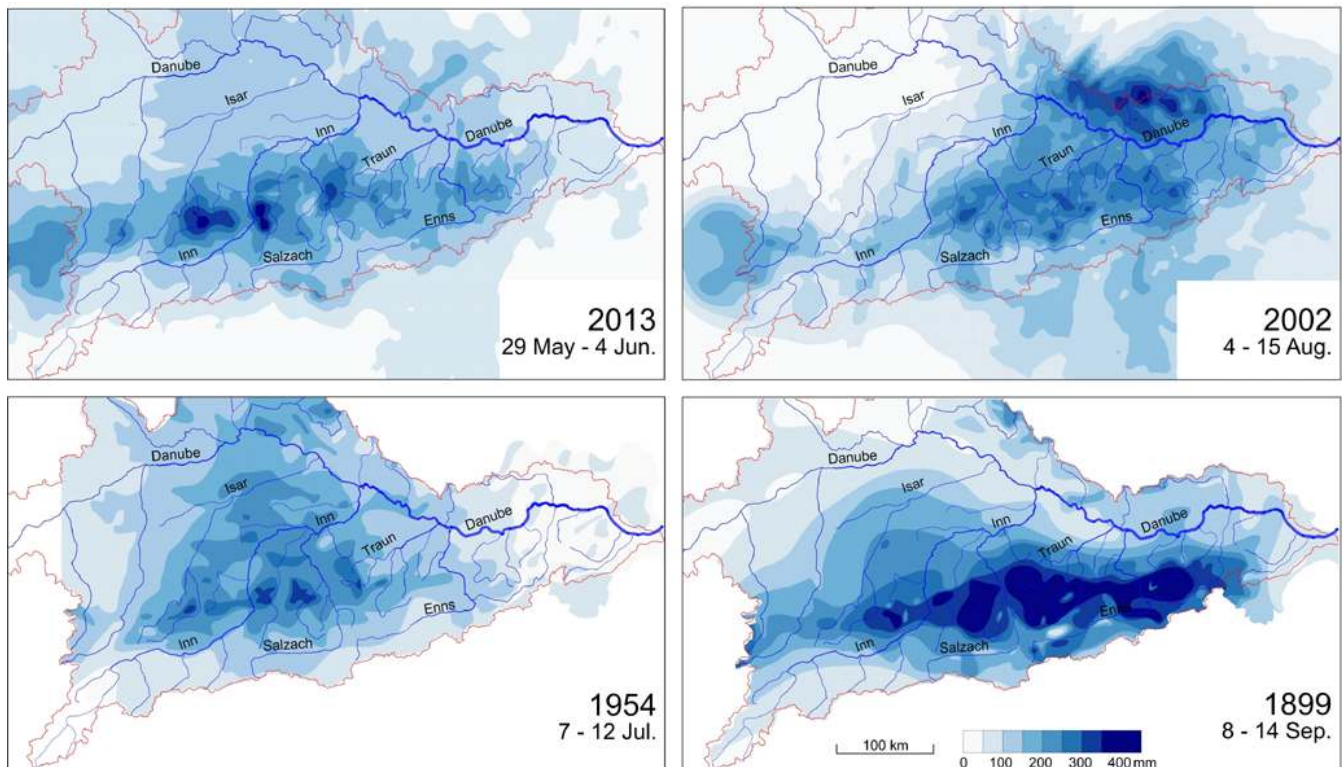 Danube
Isar
Inn
Traun
Danube
Enns
Inn
Salzach
2013
29 May - 4 Jun.
Danube
Isar
Inn
Danube
Traun
Enns
Inn
Salzach
2002
4 - 15 Aug.
Danube
Isar
Inn
Danube
Traun
Enns
Inn
Salzach
1954
7 - 12 Jul.
Danube
Isar
Inn
Danube
Traun
Enns
Inn
Salzach
1899
8 - 14 Sep.
100 km
0 100 200 300 400 mm